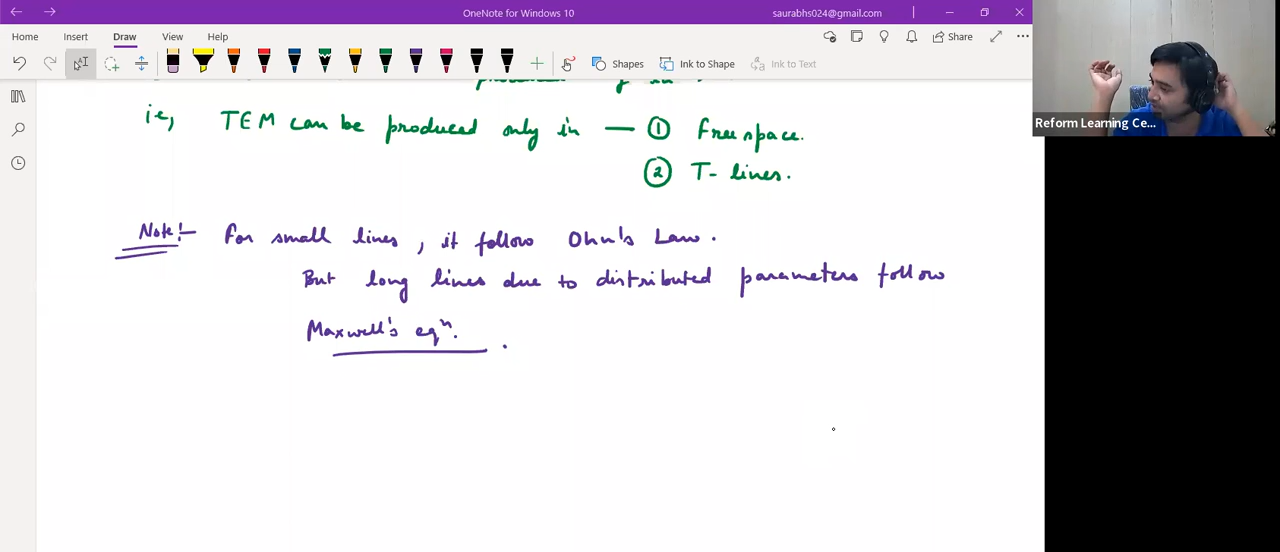 OneNote for Windows 10
saurabhs024@gmail.com
Home Insert Draw View Help
Share
Shapes Ink to Shape Ink to Text
Reform Learning Ce...
ie, TEM can be produced only in — ① Free space.
② T-lines.
Note:- For small lines, it follow Ohm's Law.
But long lines due to distributed parameters follow
Maxwell's eqⁿ.